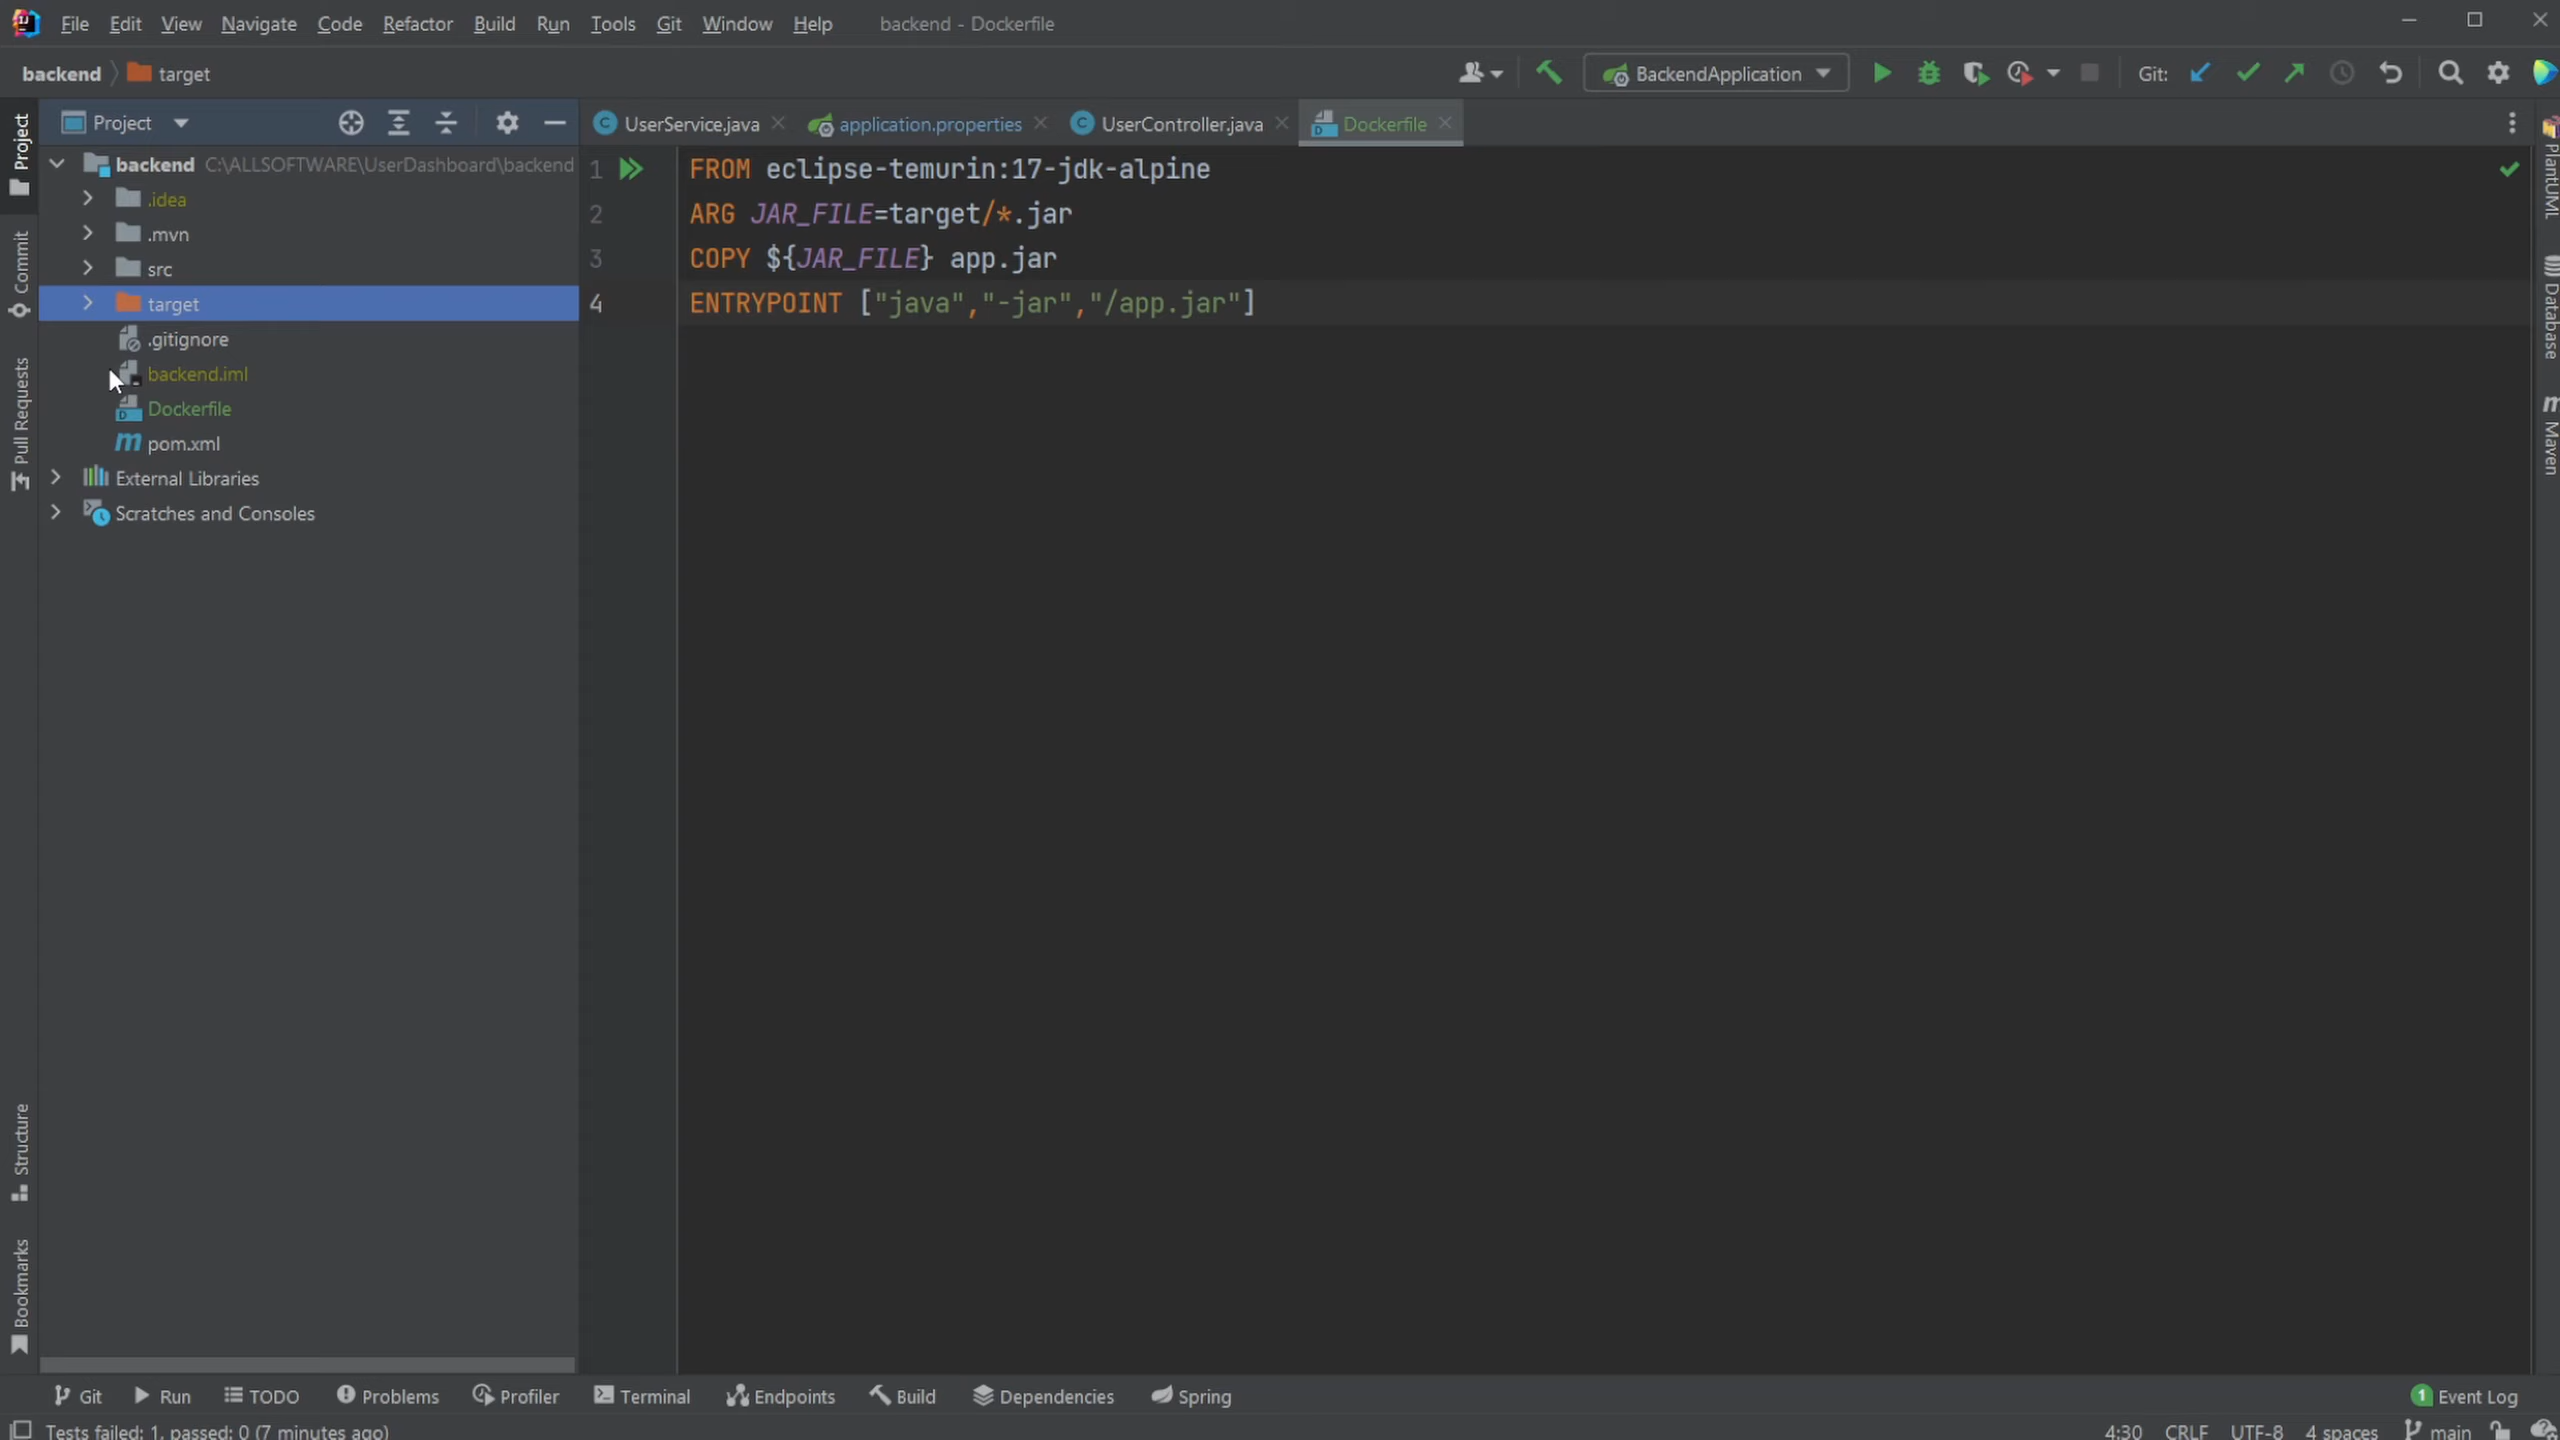 File Edit View Navigate Code Refactor Build Run Tools Git Window Help backend - Dockerfile
backend target
BackendApplication Git:
Project
UserService.java application.properties UserController.java Dockerfile
backend C:\ALLSOFTWARE\UserDashboard\backend
.idea
.mvn
src
target
.gitignore
backend.iml
Dockerfile
pom.xml
External Libraries
Scratches and Consoles
1 FROM eclipse-temurin:17-jdk-alpine
2 ARG JAR_FILE=target/*.jar
3 COPY ${JAR_FILE} app.jar
4 ENTRYPOINT ["java","-jar","/app.jar"]
Project
Commit
Pull Requests
Structure
Bookmarks
PlantUML
Database
Maven
Git Run TODO Problems Profiler Terminal Endpoints Build Dependencies Spring 1 Event Log
Tests failed: 1, passed: 0 (7 minutes ago) 4:30 CRLF UTF-8 4 spaces main